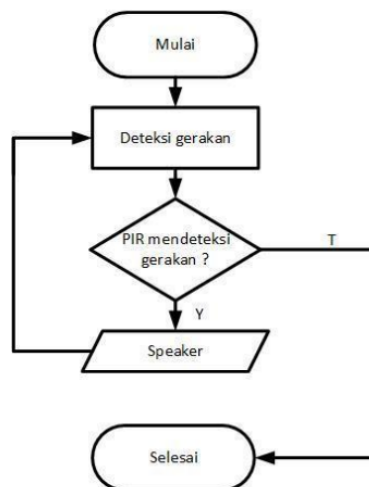 Mulai
Deteksi gerakan
PIR mendeteksi
gerakan ?
T
Y
Speaker
Selesai